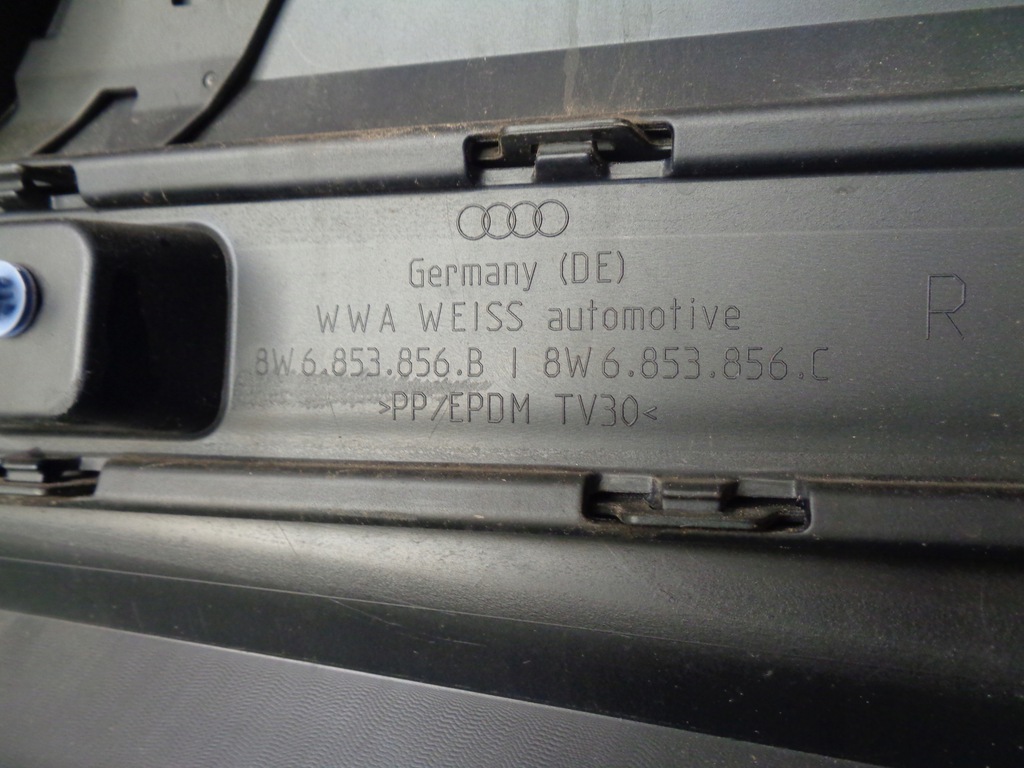 Germany (DE)
WWA WEISS automotive
R
8W6.853.856.B | 8W6.853.856.C
>PP/EPDM TV30<